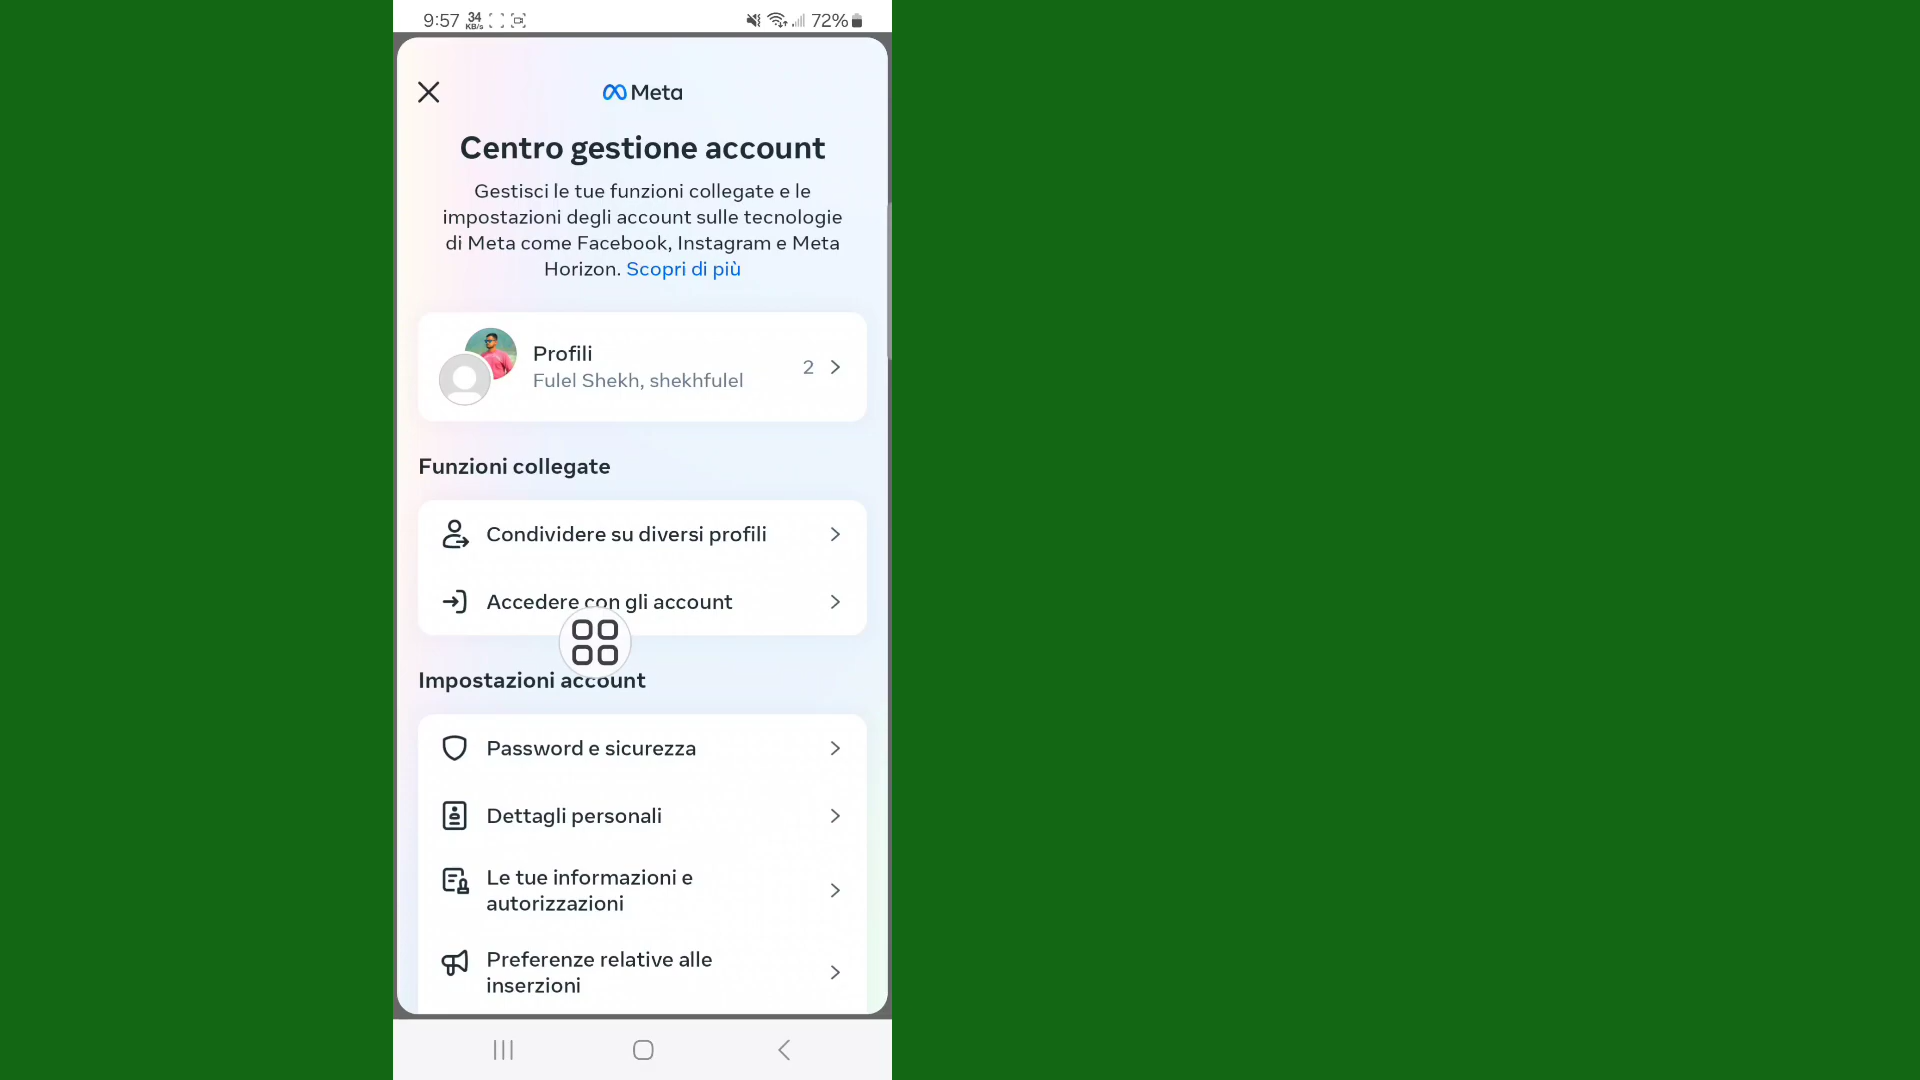 9:57 34 KB/s 72%
Meta
Centro gestione account
Gestisci le tue funzioni collegate e le
impostazioni degli account sulle tecnologie
di Meta come Facebook, Instagram e Meta
Horizon. Scopri di più
Profili
Fulel Shekh, shekhfulel
2
Funzioni collegate
Condividere su diversi profili
Accedere con gli account
Impostazioni account
Password e sicurezza
Dettagli personali
Le tue informazioni e
autorizzazioni
Preferenze relative alle
inserzioni